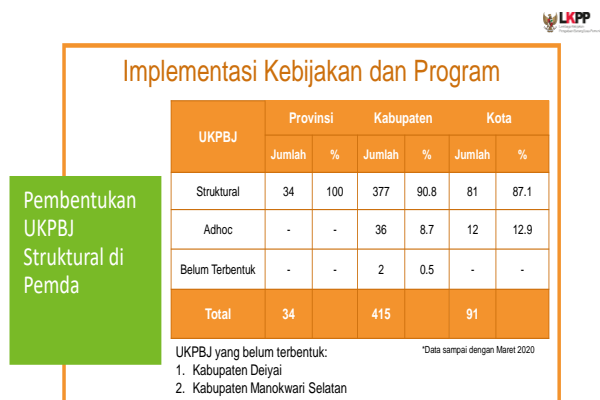 LKPP
Implementasi Kebijakan dan Program
UKPBJ Provinsi Kabupaten Kota
Jumlah % Jumlah % Jumlah %
Struktural 34 100 377 90.8 81 87.1
Adhoc - - 36 8.7 12 12.9
Belum Terbentuk - - 2 0.5 - -
Total 34 415 91
Pembentukan
UKPBJ
Struktural di
Pemda
UKPBJ yang belum terbentuk:
*Data sampai dengan Maret 2020
1. Kabupaten Deiyai
2. Kabupaten Manokwari Selatan